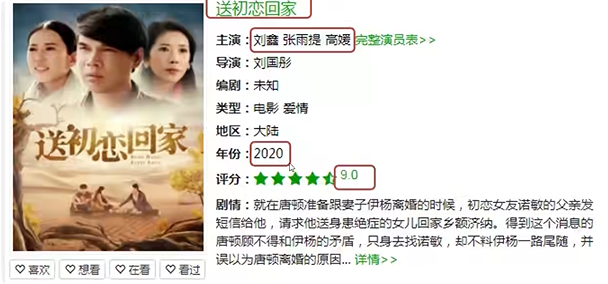 送初恋回家
主演：刘鑫 张雨提 高媛 完整演员表>>
导演：刘国彤
编剧：未知
类型：电影 爱情
地区：大陆
年份：2020
评分：9.0
剧情：就在唐顿准备跟妻子伊杨离婚的时候，初恋女友诺敏的父亲发
短信给他，请求他送身患绝症的女儿回家乡额济纳。得到这个消息的
唐顿顾不得和伊杨的矛盾，只身去找诺敏，却不料伊杨一路尾随，并
误以为唐顿离婚的原因... 详情>>
送初恋回家
喜欢 想看 在看 看过